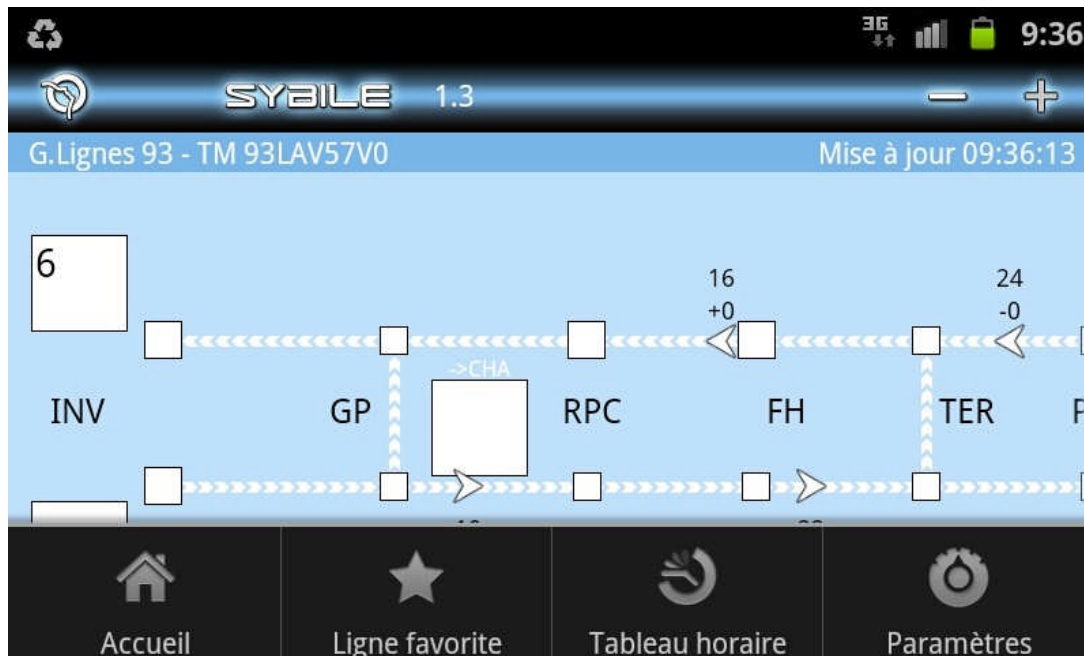 3G 9:36
SYBILE 1.3
G.Lignes 93 - TM 93LAV57V0 Mise à jour 09:36:13
6
16 24
+0 -0
->CHA
INV GP RPC FH TER
Accueil Ligne favorite Tableau horaire Paramètres